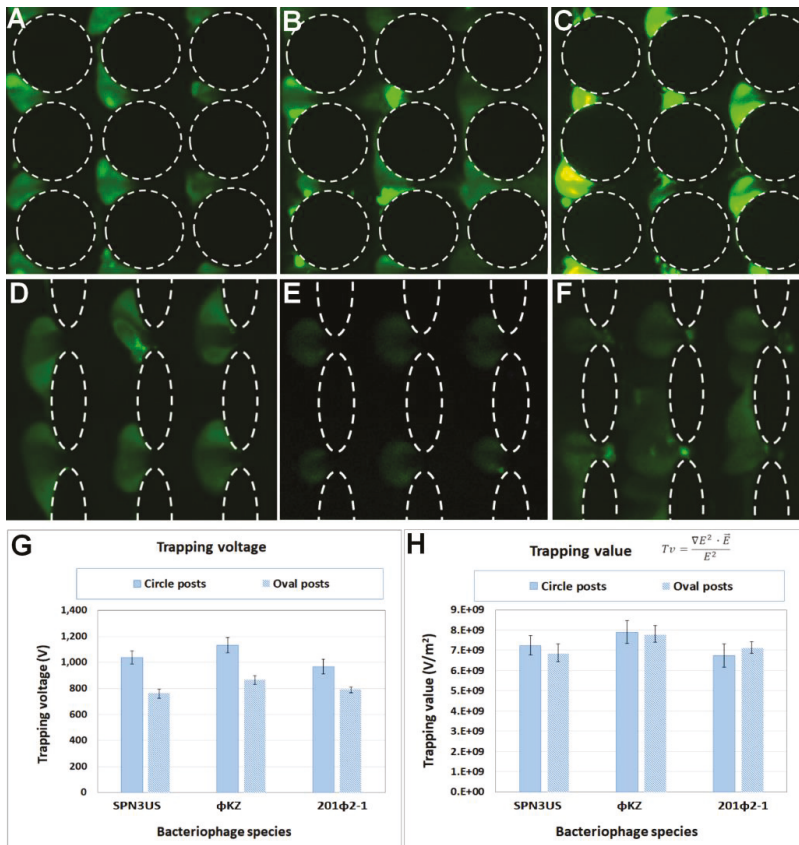 A
B
C
D
E
F
G
Trapping voltage
Circle posts
Oval posts
1,400
1,200
1,000
800
600
400
200
0
Trapping voltage (V)
SPN3US
ϕKZ
201ϕ2-1
Bacteriophage species
H
Trapping value
Tv = ∇E² · E⃗ / E²
Circle posts
Oval posts
9.E+09
8.E+09
7.E+09
6.E+09
5.E+09
4.E+09
3.E+09
2.E+09
1.E+09
0.E+00
Trapping value (V/m²)
SPN3US
ϕKZ
201ϕ2-1
Bacteriophage species